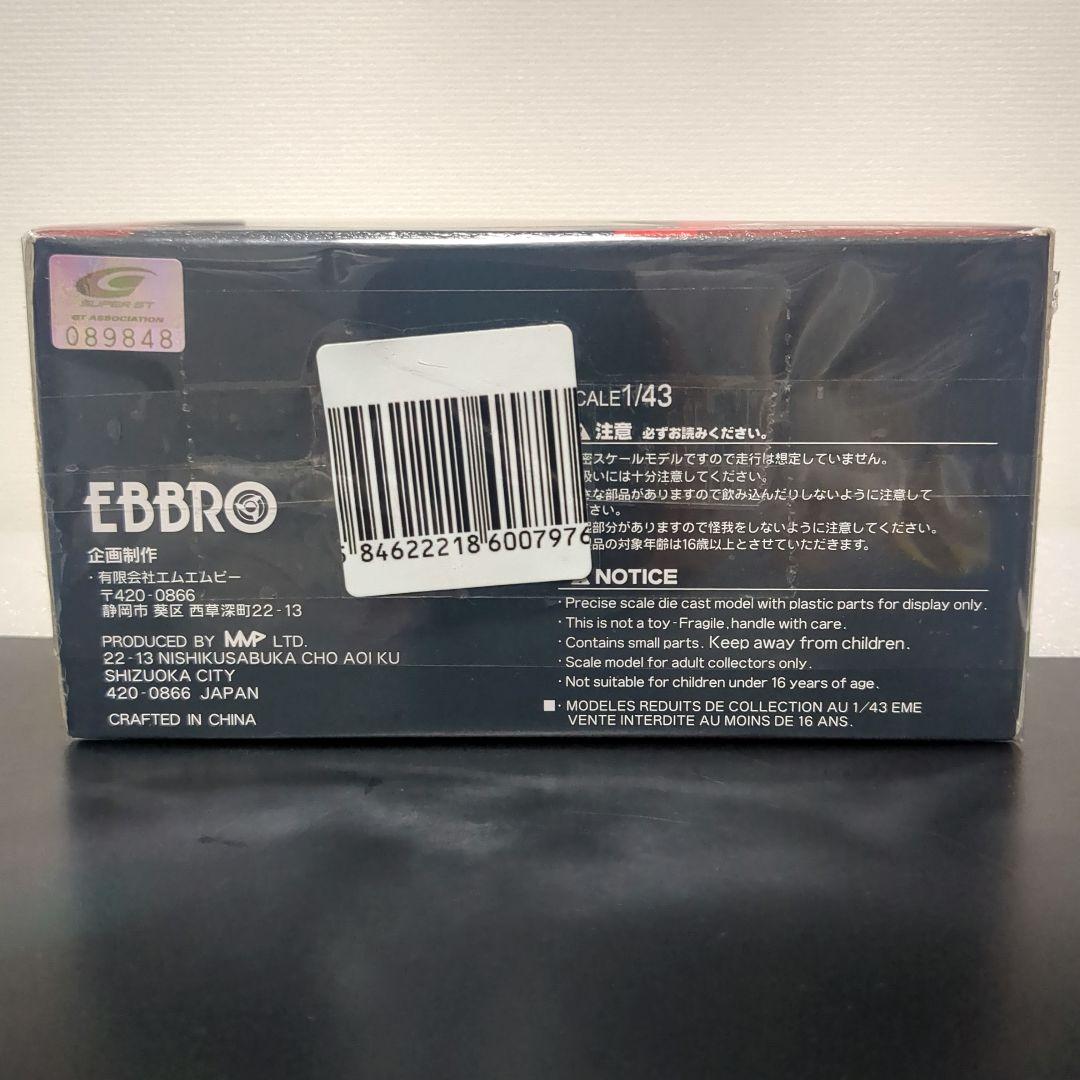 SUPER GT
GT ASSOCIATION
089848
EBBRO
企画制作
・有限会社エムエムピー
〒420-0866
静岡市 葵区 西草深町22-13
PRODUCED BY MMP LTD.
22-13 NISHIKUSABUKA CHO AOI KU
SHIZUOKA CITY
420-0866 JAPAN
CRAFTED IN CHINA
84622218 6007976
CALE 1/43
注意 必ずお読みください。
密スケールモデルですので走行は想定していません。
扱いには十分注意してください。
さな部品がありますので飲み込んだりしないように注意して
さい。
起部分がありますので怪我をしないように注意してください。
品の対象年齢は16歳以上とさせていただきます。
NOTICE
・Precise scale die cast model with plastic parts for display only.
・This is not a toy - Fragile, handle with care.
・Contains small parts. Keep away from children.
・Scale model for adult collectors only.
・Not suitable for children under 16 years of age.
■・MODELES REDUITS DE COLLECTION AU 1/43 EME
VENTE INTERDITE AU MOINS DE 16 ANS.